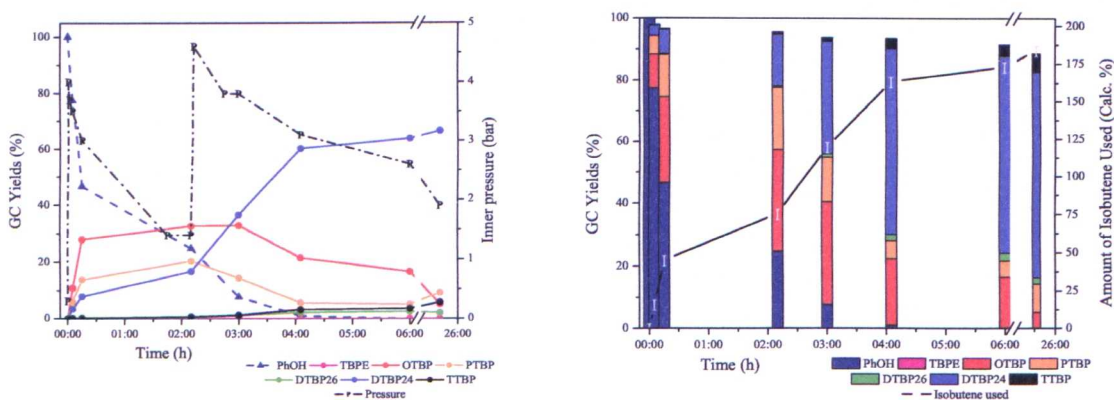 GC Yields (%)
100
80
60
40
20
0
5
4
3
2
1
0
Inner pressure (bar)
00:00 01:00 02:00 03:00 04:00 05:00 06:00 26:00
Time (h)
PhOH TBPE OTBP PTBP
DTBP26 DTBP24 TTBP
Pressure
GC Yields (%)
100
80
60
40
20
0
200
175
150
125
100
75
50
25
0
Amount of Isobutene Used (Calc. %)
00:00 01:00 02:00 03:00 04:00 05:00 06:00 26:00
Time (h)
PhOH TBPE OTBP PTBP
DTBP26 DTBP24 TTBP
Isobutene used